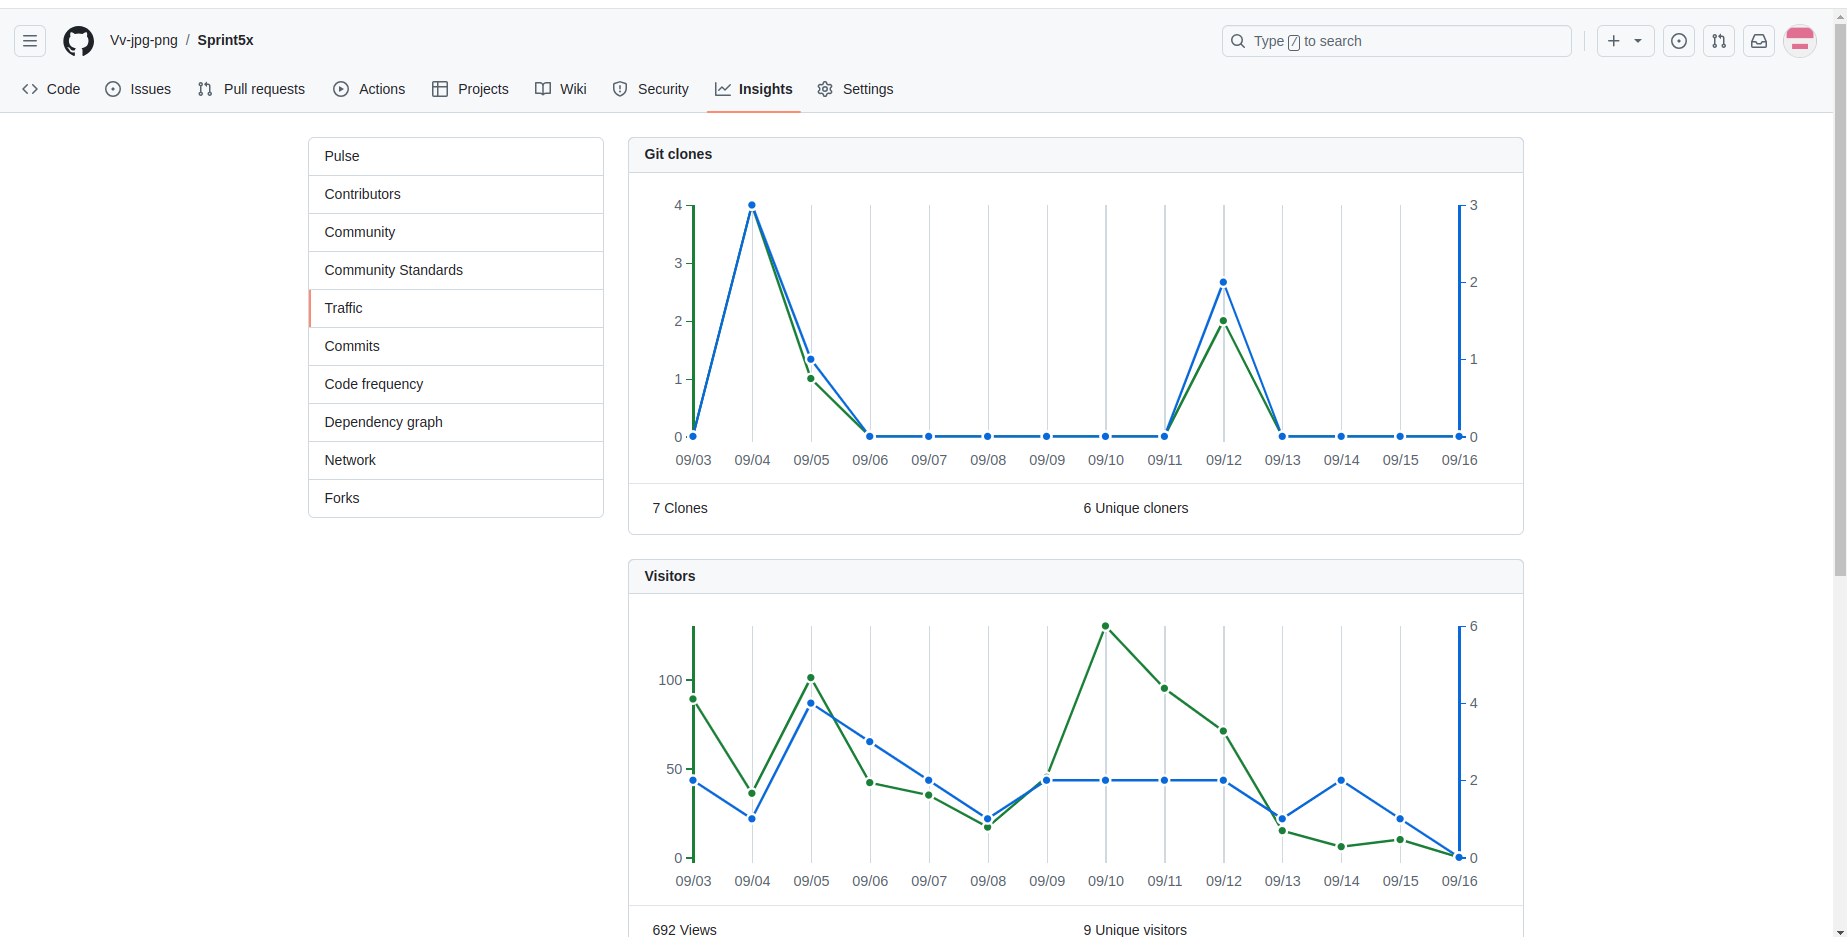 Vv-jpg-png / Sprint5x
Type / to search
Code Issues Pull requests Actions Projects Wiki Security Insights Settings
Pulse
Contributors
Community
Community Standards
Traffic
Commits
Code frequency
Dependency graph
Network
Forks
Git clones
4 3
3
2
2
1
1
0 0
09/03 09/04 09/05 09/06 09/07 09/08 09/09 09/10 09/11 09/12 09/13 09/14 09/15 09/16
7 Clones 6 Unique cloners
Visitors
6
100
4
50
2
0 0
09/03 09/04 09/05 09/06 09/07 09/08 09/09 09/10 09/11 09/12 09/13 09/14 09/15 09/16
692 Views 9 Unique visitors